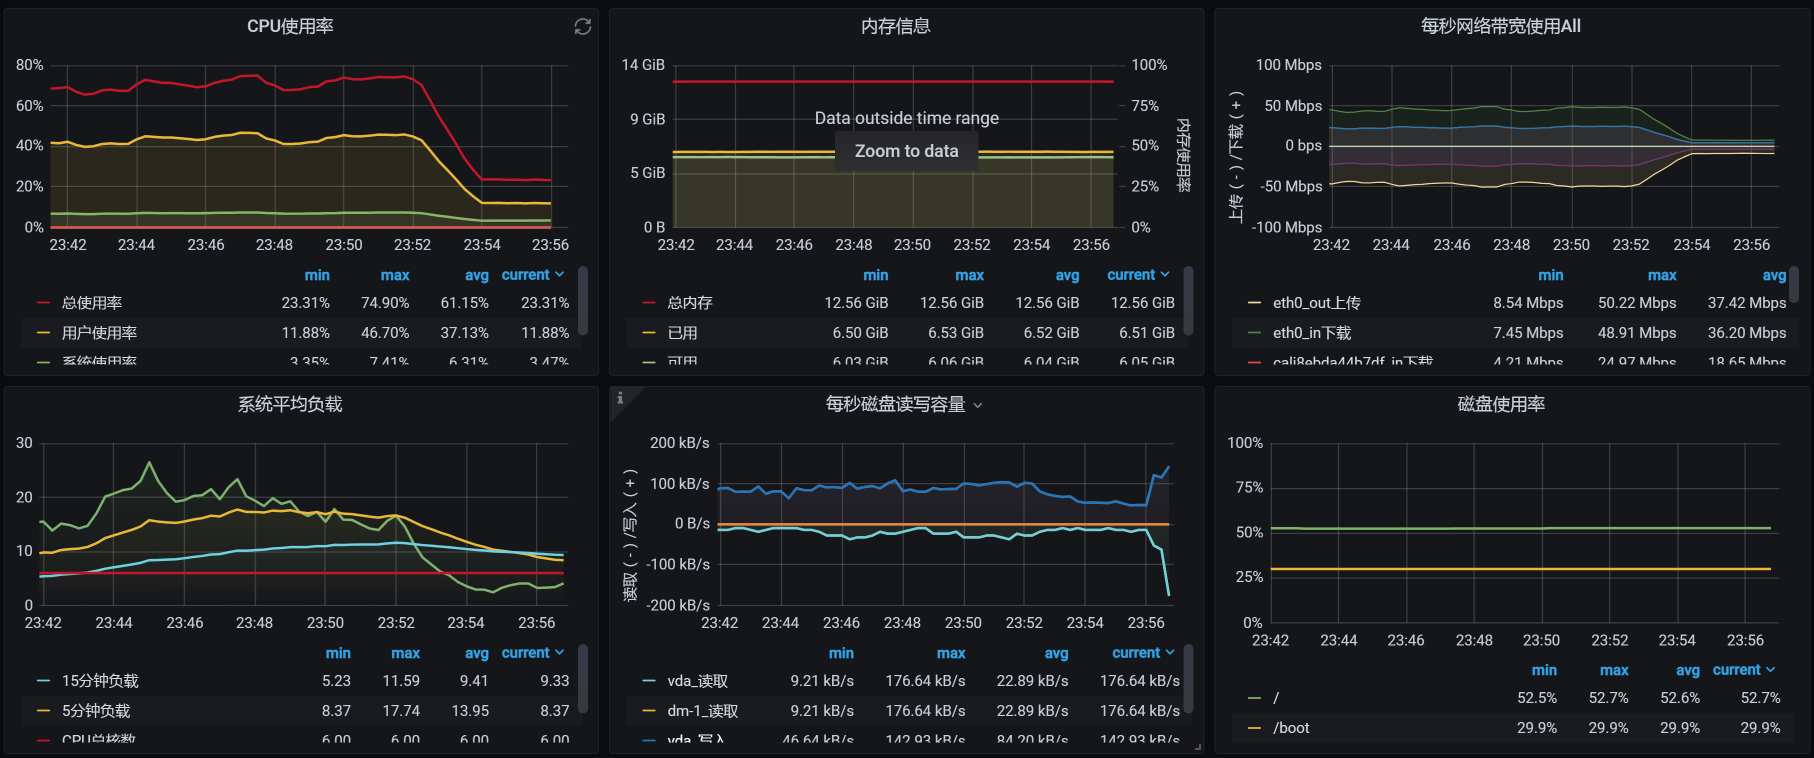 CPU使用率
80%
60%
40%
20%
0%
23:42 23:44 23:46 23:48 23:50 23:52 23:54 23:56
min max avg current
总使用率 23.31% 74.90% 61.15% 23.31%
用户使用率 11.88% 46.70% 37.13% 11.88%
系统使用率 3.35% 7.41% 6.31% 3.47%
内存信息
14 GiB 100%
75%
9 GiB
50%
5 GiB
25%
0 B 0%
内存使用率
Data outside time range
Zoom to data
23:42 23:44 23:46 23:48 23:50 23:52 23:54 23:56
min max avg current
总内存 12.56 GiB 12.56 GiB 12.56 GiB 12.56 GiB
已用 6.50 GiB 6.53 GiB 6.52 GiB 6.51 GiB
可用 6.03 GiB 6.06 GiB 6.04 GiB 6.05 GiB
每秒网络带宽使用All
上传 ( - ) /下载 ( + )
100 Mbps
50 Mbps
0 bps
-50 Mbps
-100 Mbps
23:42 23:44 23:46 23:48 23:50 23:52 23:54 23:56
min max avg
eth0_out上传 8.54 Mbps 50.22 Mbps 37.42 Mbps
eth0_in下载 7.45 Mbps 48.91 Mbps 36.20 Mbps
cali8ebda44b7df_in下载 4.21 Mbps 24.97 Mbps 18.65 Mbps
系统平均负载
30
20
10
0
23:42 23:44 23:46 23:48 23:50 23:52 23:54 23:56
min max avg current
15分钟负载 5.23 11.59 9.41 9.33
5分钟负载 8.37 17.74 13.95 8.37
CPU总核数 6.00 6.00 6.00 6.00
i
每秒磁盘读写容量
读取 ( - ) /写入 ( + )
200 kB/s
100 kB/s
0 B/s
-100 kB/s
-200 kB/s
23:42 23:44 23:46 23:48 23:50 23:52 23:54 23:56
min max avg current
vda_读取 9.21 kB/s 176.64 kB/s 22.89 kB/s 176.64 kB/s
dm-1_读取 9.21 kB/s 176.64 kB/s 22.89 kB/s 176.64 kB/s
vda_写入 46.64 kB/s 142.93 kB/s 84.20 kB/s 142.93 kB/s
磁盘使用率
100%
75%
50%
25%
0%
23:42 23:44 23:46 23:48 23:50 23:52 23:54 23:56
min max avg current
/ 52.5% 52.7% 52.6% 52.7%
/boot 29.9% 29.9% 29.9% 29.9%